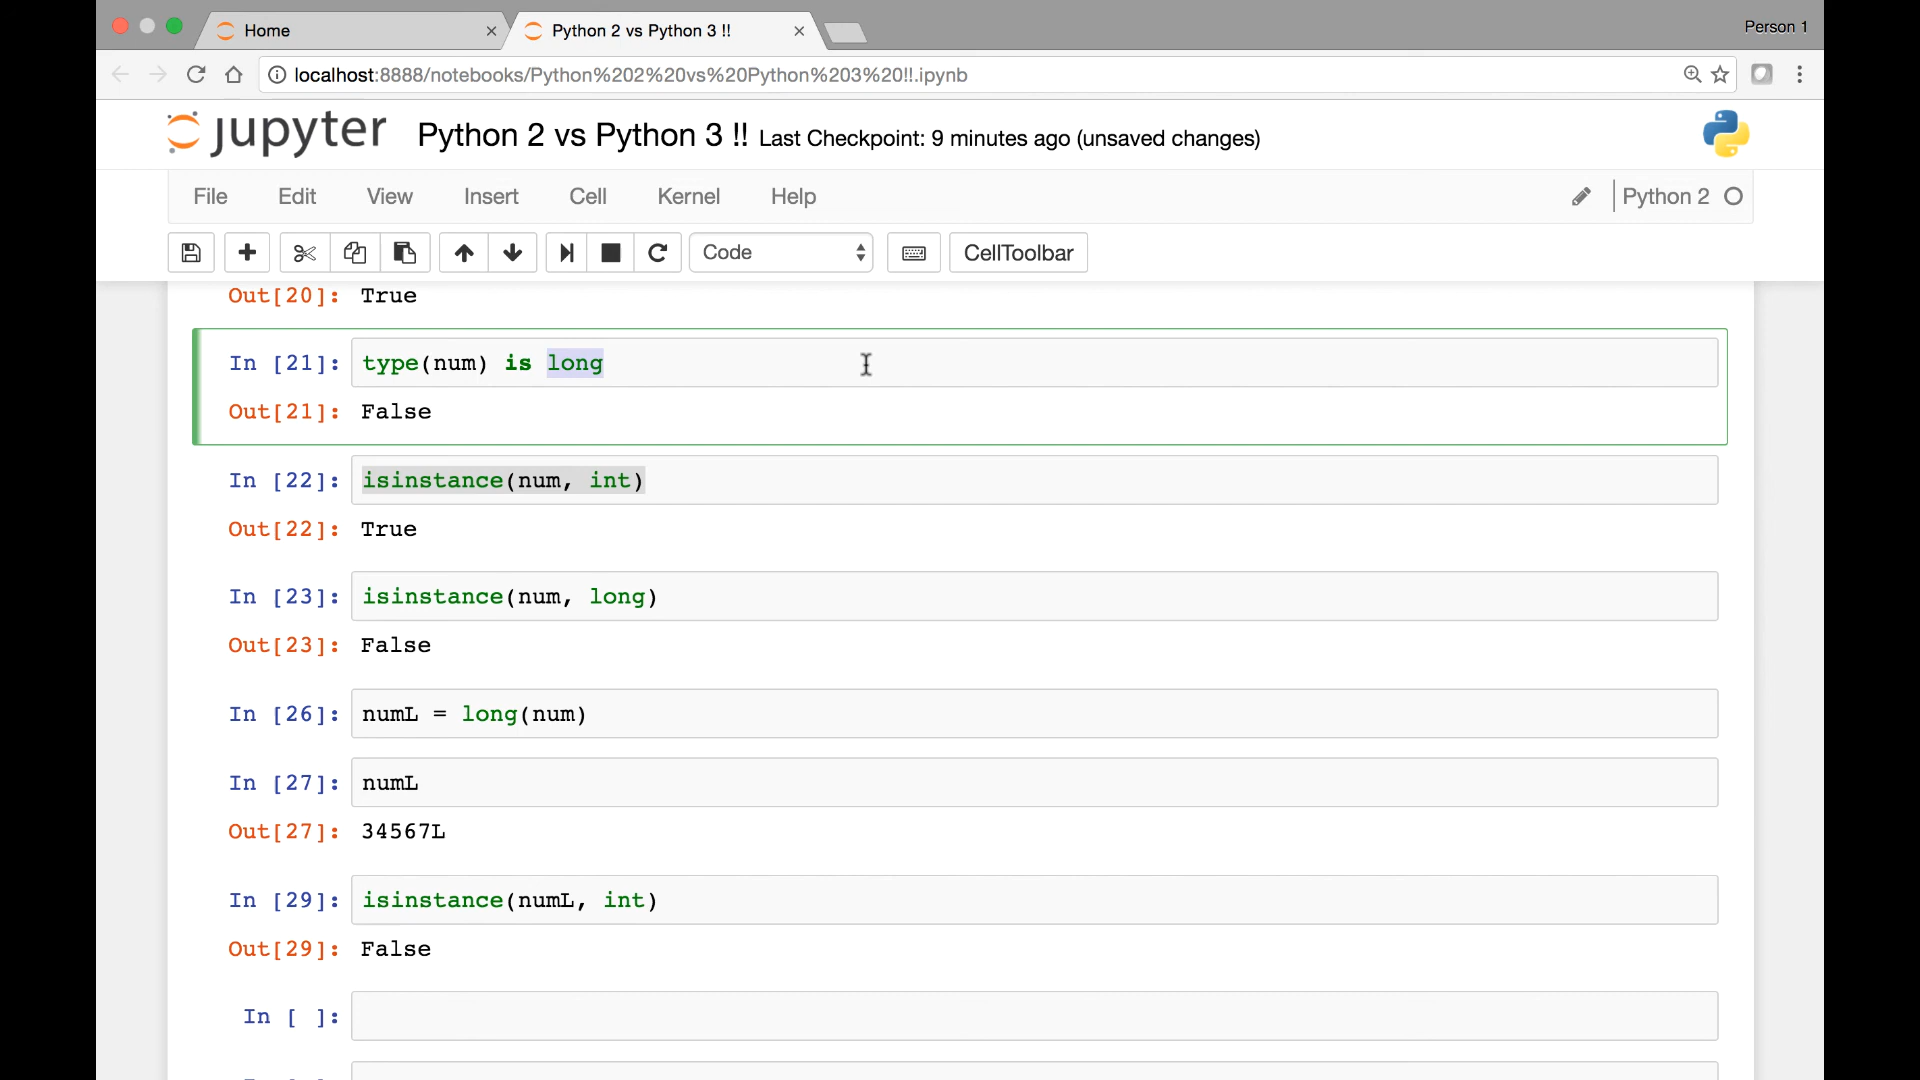 Home
Python 2 vs Python 3 !!
Person 1
localhost:8888/notebooks/Python%202%20vs%20Python%203%20!!.ipynb
jupyter Python 2 vs Python 3 !! Last Checkpoint: 9 minutes ago (unsaved changes)
File Edit View Insert Cell Kernel Help Python 2
Code CellToolbar
Out[20]: True
In [21]: type(num) is long
Out[21]: False
In [22]: isinstance(num, int)
Out[22]: True
In [23]: isinstance(num, long)
Out[23]: False
In [26]: numL = long(num)
In [27]: numL
Out[27]: 34567L
In [29]: isinstance(numL, int)
Out[29]: False
In [ ]: